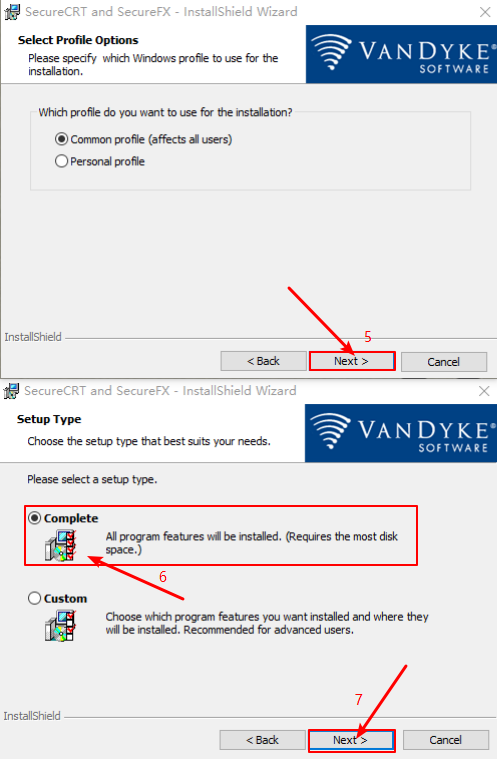 SecureCRT and SecureFX - InstallShield Wizard
Select Profile Options
Please specify which Windows profile to use for the
installation.
VANDYKE®
SOFTWARE
Which profile do you want to use for the installation?
Common profile (affects all users)
Personal profile
5
InstallShield
< Back
Next >
Cancel
SecureCRT and SecureFX - InstallShield Wizard
Setup Type
Choose the setup type that best suits your needs.
VANDYKE®
SOFTWARE
Please select a setup type.
Complete
All program features will be installed. (Requires the most disk
space.)
6
Custom
Choose which program features you want installed and where they
will be installed. Recommended for advanced users.
7
InstallShield
< Back
Next >
Cancel